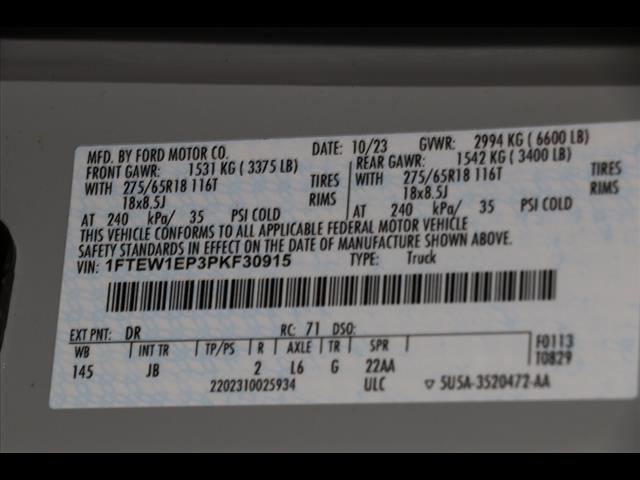 MFD. BY FORD MOTOR CO. DATE: 10/23 GVWR: 2994 KG (6600 LB)
FRONT GAWR: 1531 KG (3375 LB) REAR GAWR: 1542 KG (3400 LB)
WITH 275/65R18 116T TIRES WITH 275/65R18 116T TIRES
18x8.5J RIMS 18x8.5J RIMS
AT 240 kPa/ 35 PSI COLD AT 240 kPa/ 35 PSI COLD
THIS VEHICLE CONFORMS TO ALL APPLICABLE FEDERAL MOTOR VEHICLE
SAFETY STANDARDS IN EFFECT ON THE DATE OF MANUFACTURE SHOWN ABOVE.
VIN: 1FTEW1EP3PKF30915 TYPE: Truck
EXT PNT: DR RC: 71 DSO: F0113
WB INT TR TP/PS R AXLE TR SPR T0829
145 JB 2 L6 G 22AA
2202310025934 ULC ▽ 5U5A-3520472-AA